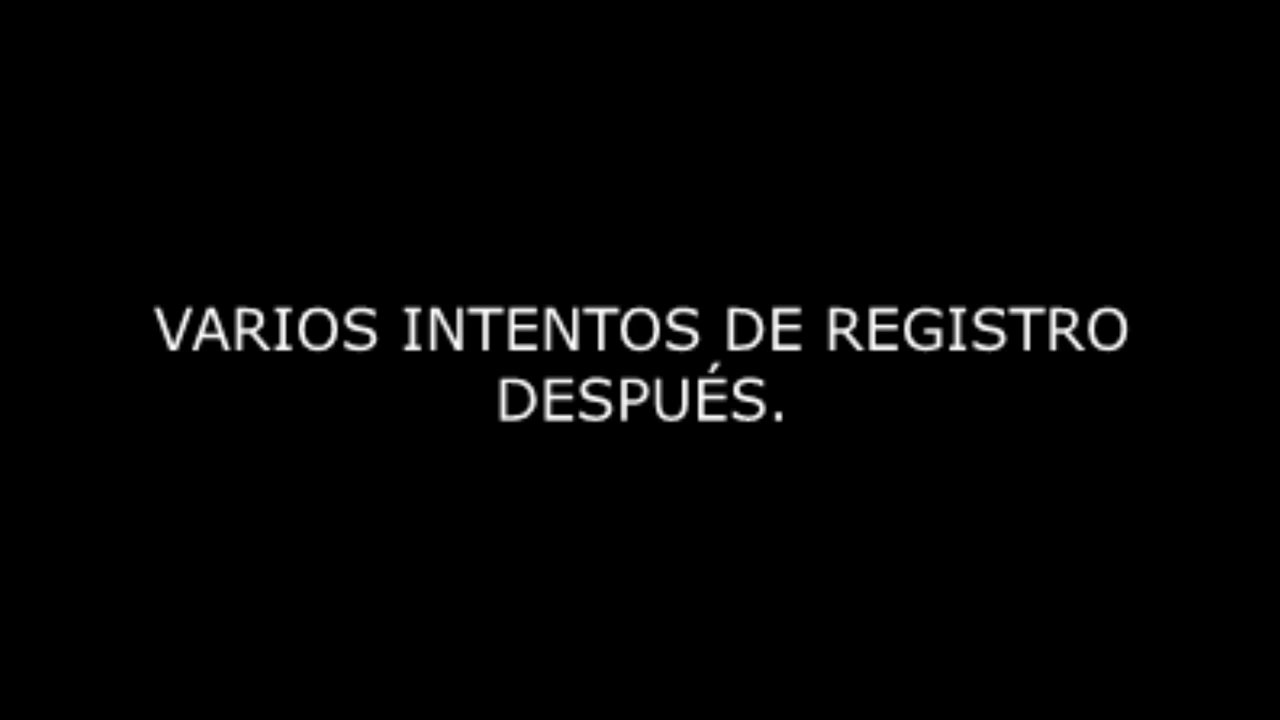 VARIOS INTENTOS DE REGISTRO
DESPUÉS.